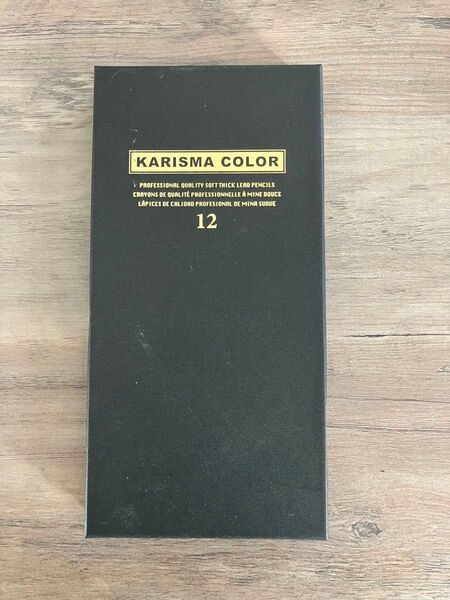 KARISMA COLOR
PROFESSIONAL QUALITY SOFT THICK LEAD PENCILS
CRAYONS DE QUALITÉ PROFESSIONNELLE À MINE DOUCE
LÁPICES DE CALIDAD PROFESIONAL DE MINA SUAVE
12